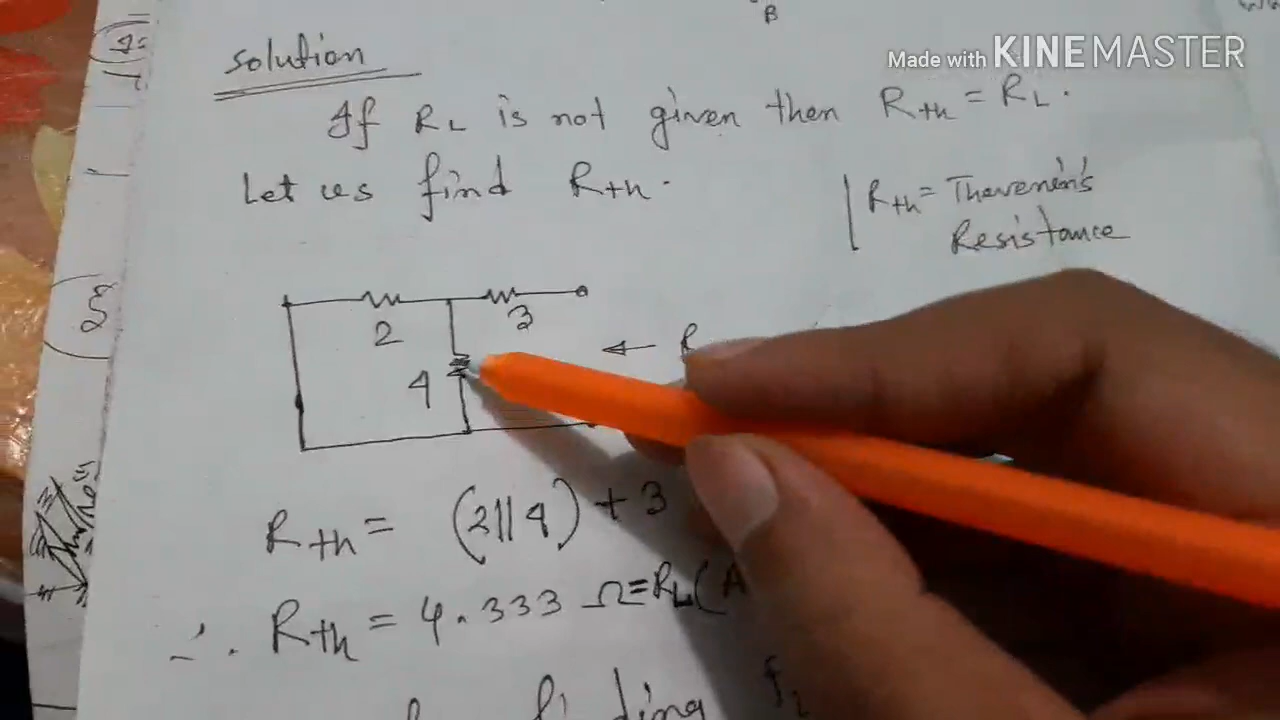 B
Made with KINEMASTER
Solution
If RL is not given then Rth = RL.
Let us find Rth.
Rth = Thevenin's
Resistance
2
3
4
R
Rth = (2||4) + 3
∴ Rth = 4.333 Ω = RL (A
finding